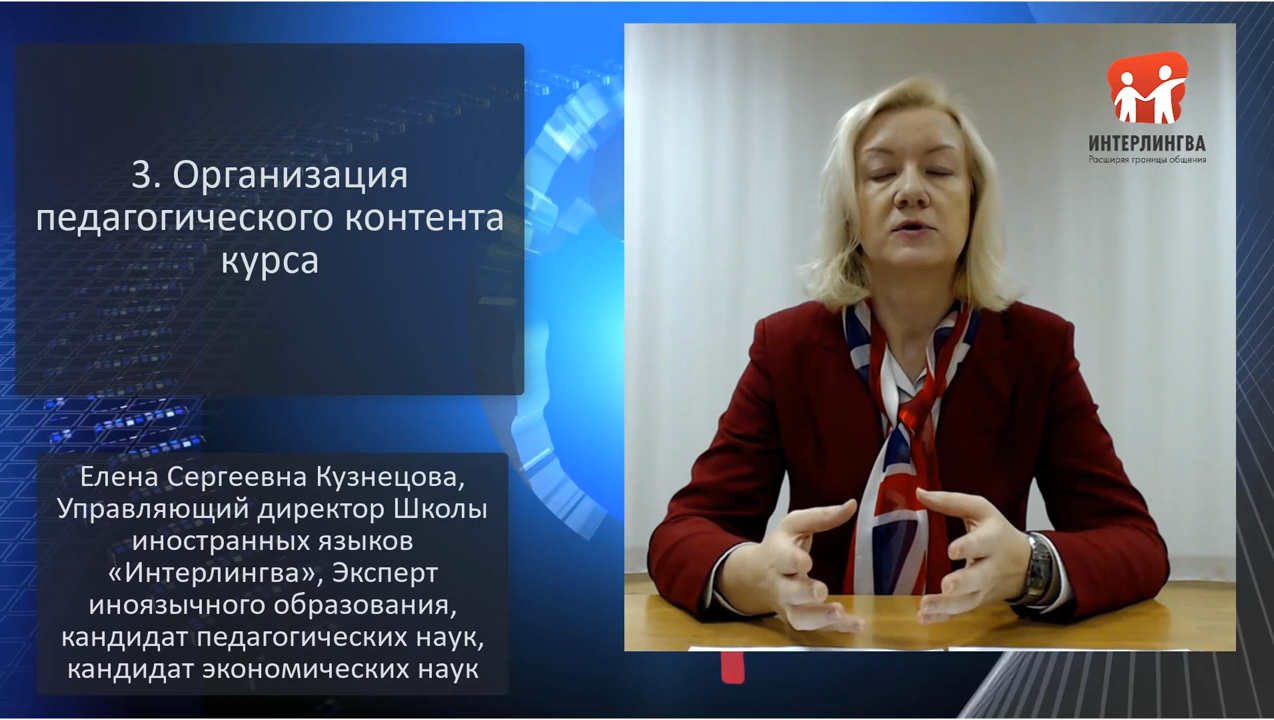 3. Организация
педагогического контента
курса
Елена Сергеевна Кузнецова,
Управляющий директор Школы
иностранных языков
«Интерлингва», Эксперт
иноязычного образования,
кандидат педагогических наук,
кандидат экономических наук
ИНТЕРЛИНГВА
Расширяя границы общения